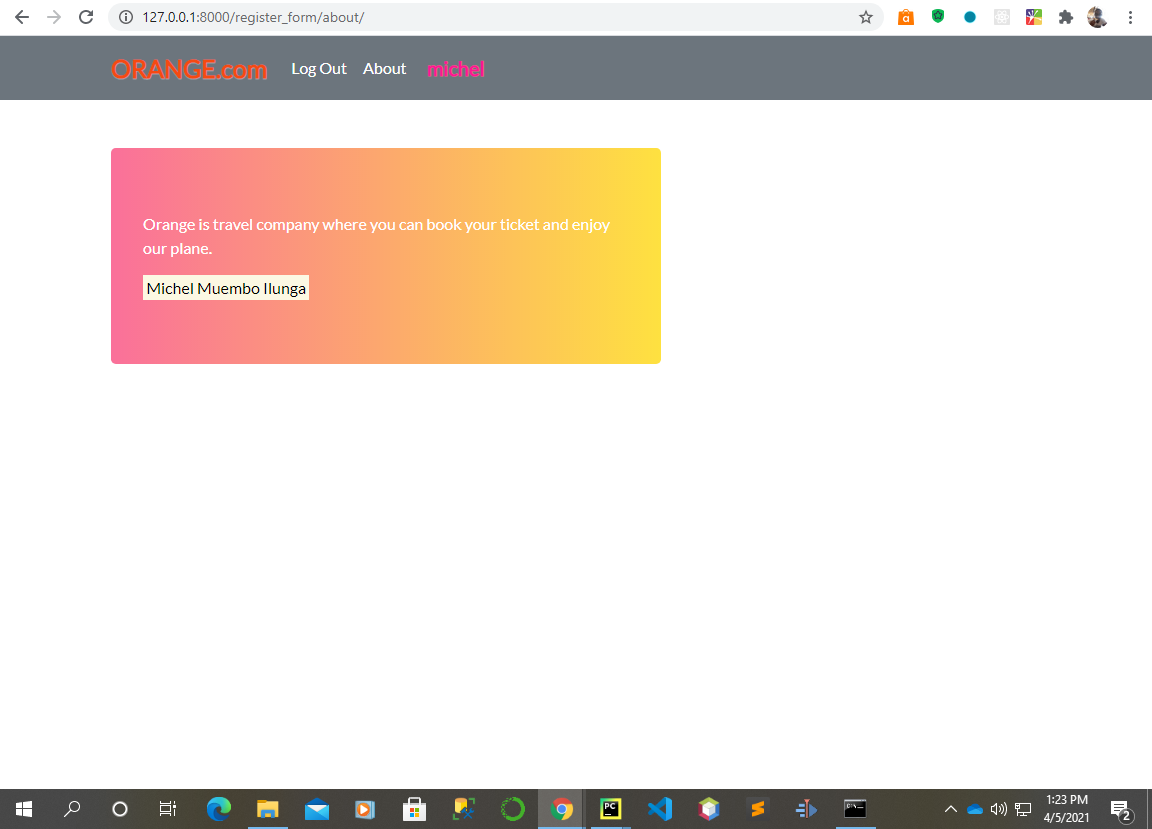 127.0.0.1:8000/register_form/about/
ORANGE.com Log Out About michel
Orange is travel company where you can book your ticket and enjoy
our plane.
Michel Muembo Ilunga
1:23 PM
4/5/2021
2